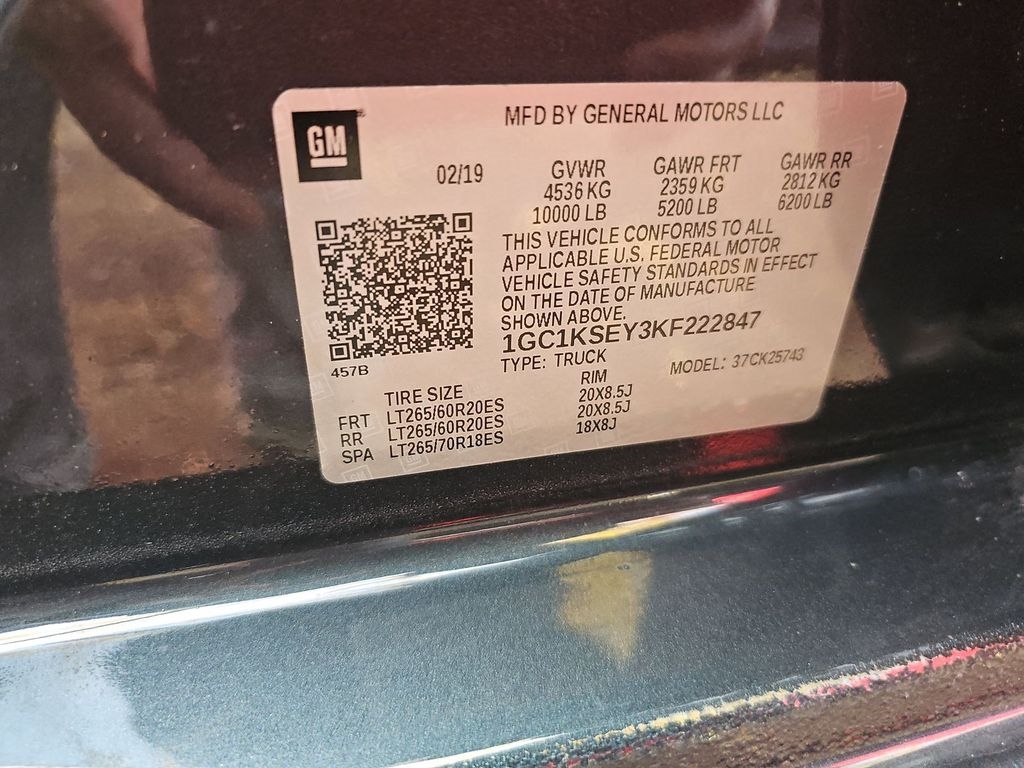 GM
MFD BY GENERAL MOTORS LLC
02/19
GVWR GAWR FRT GAWR RR
4536 KG 2359 KG 2812 KG
10000 LB 5200 LB 6200 LB
THIS VEHICLE CONFORMS TO ALL
APPLICABLE U.S. FEDERAL MOTOR
VEHICLE SAFETY STANDARDS IN EFFECT
ON THE DATE OF MANUFACTURE
SHOWN ABOVE.
1GC1KSEY3KF222847
457B
TYPE: TRUCK MODEL: 37CK25743
TIRE SIZE RIM
FRT LT265/60R20ES 20X8.5J
RR LT265/60R20ES 20X8.5J
SPA LT265/70R18ES 18X8J